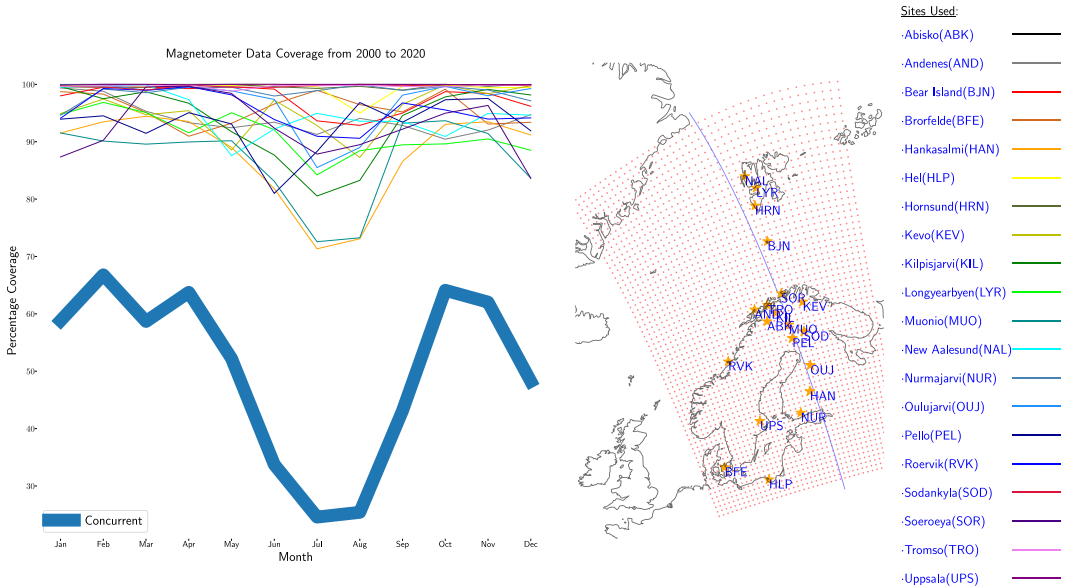 Magnetometer Data Coverage from 2000 to 2020
Percentage Coverage
100
90
80
70
60
50
40
30
Concurrent
Jan Feb Mar Apr May Jun Jul Aug Sep Oct Nov Dec
Month
NAL
LYR
HRN
BJN
SOR
KEV
TRO
AND
KIL
ABK
MUO
SOD
PEL
RVK
OUJ
HAN
NUR
UPS
BFE
HLP
Sites Used:
·Abisko(ABK)
·Andenes(AND)
·Bear Island(BJN)
·Brorfelde(BFE)
·Hankasalmi(HAN)
·Hel(HLP)
·Hornsund(HRN)
·Kevo(KEV)
·Kilpisjarvi(KIL)
·Longyearbyen(LYR)
·Muonio(MUO)
·New Aalesund(NAL)
·Nurmajarvi(NUR)
·Oulujarvi(OUJ)
·Pello(PEL)
·Roervik(RVK)
·Sodankyla(SOD)
·Soeroeya(SOR)
·Tromso(TRO)
·Uppsala(UPS)